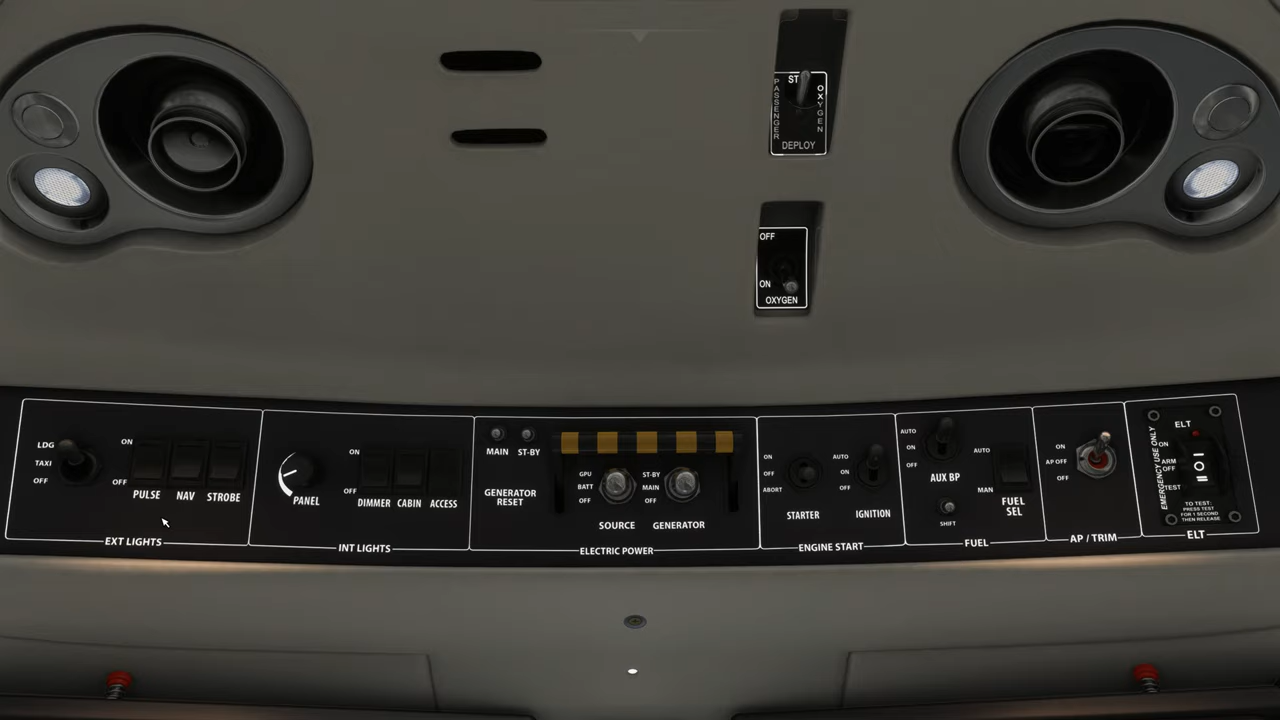 ST
PASSENGER
OXYGEN
DEPLOY
OFF
ON
OXYGEN
LDG
TAXI
OFF
ON
OFF
PULSE
NAV
STROBE
EXT LIGHTS
PANEL
ON
OFF
DIMMER
CABIN
ACCESS
INT LIGHTS
MAIN
ST-BY
GENERATOR
RESET
GPU
BATT
OFF
SOURCE
ST-BY
MAIN
OFF
GENERATOR
ELECTRIC POWER
ON
OFF
ABORT
STARTER
AUTO
ON
OFF
IGNITION
ENGINE START
AUTO
ON
OFF
AUX BP
SHIFT
AUTO
MAN
FUEL
SEL
FUEL
ON
AP OFF
OFF
AP / TRIM
EMERGENCY USE ONLY
ELT
ON
ARM
OFF
TEST
TO TEST:
PRESS TEST
FOR 1 SECOND
THEN RELEASE
ELT